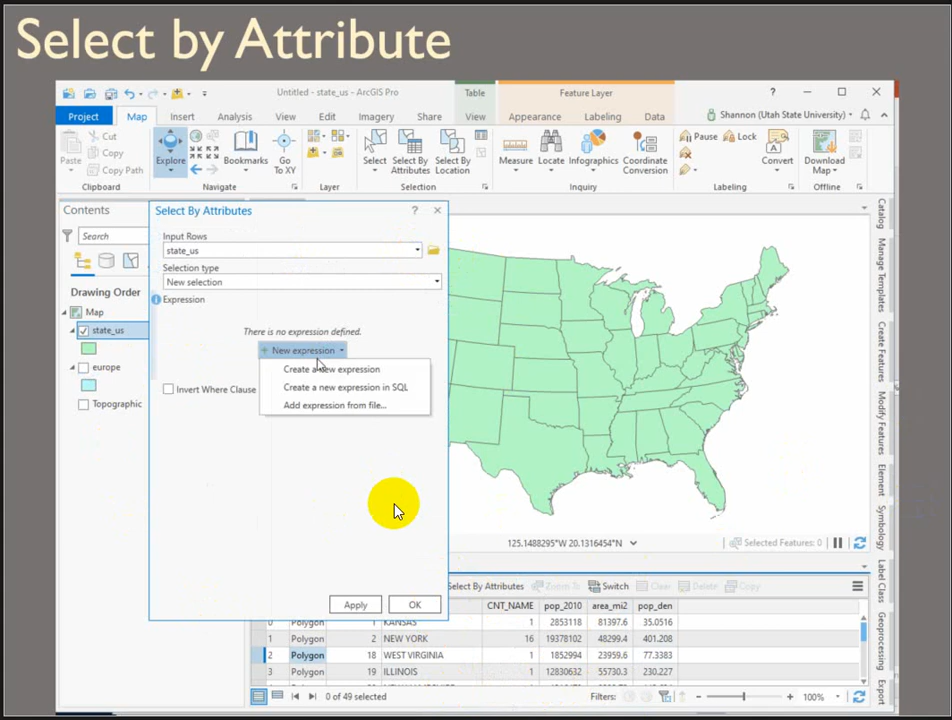 Select by Attribute
Untitled - state_us - ArcGIS Pro
Table
Feature Layer
?
Project
Map
Insert
Analysis
View
Edit
Imagery
Share
View
Appearance
Labeling
Data
Shannon (Utah State University)
Paste
Cut
Copy
Copy Path
Clipboard
Explore
Bookmarks
Go To XY
Navigate
Layer
Select
Select By Attributes
Select By Location
Selection
Measure
Locate
Infographics
Coordinate Conversion
Inquiry
Pause
Lock
Convert
Labeling
Download Map
Offline
Contents
Search
Drawing Order
Map
state_us
europe
Topographic
Select By Attributes
?
Input Rows
state_us
Selection type
New selection
Expression
There is no expression defined.
+ New expression
Create a new expression
Create a new expression in SQL
Add expression from file...
Invert Where Clause
Apply
OK
125.1488295°W 20.1316454°N
Selected Features: 0
Select By Attributes
Zoom To
Switch
Clear
Delete
Copy
CNT_NAME pop_2010 area_mi2 pop_den
0 Polygon 1 KANSAS 1 2853118 81397.6 35.0516
1 Polygon 2 NEW YORK 16 19378102 48299.4 401.208
2 Polygon 18 WEST VIRGINIA 1 1852994 23959.6 77.3383
3 Polygon 19 ILLINOIS 1 12830632 55730.3 230.227
0 of 49 selected
Filters:
100%
Catalog
Manage Templates
Create Features
Modify Features
Element
Symbology
Label Class
Geoprocessing
Export